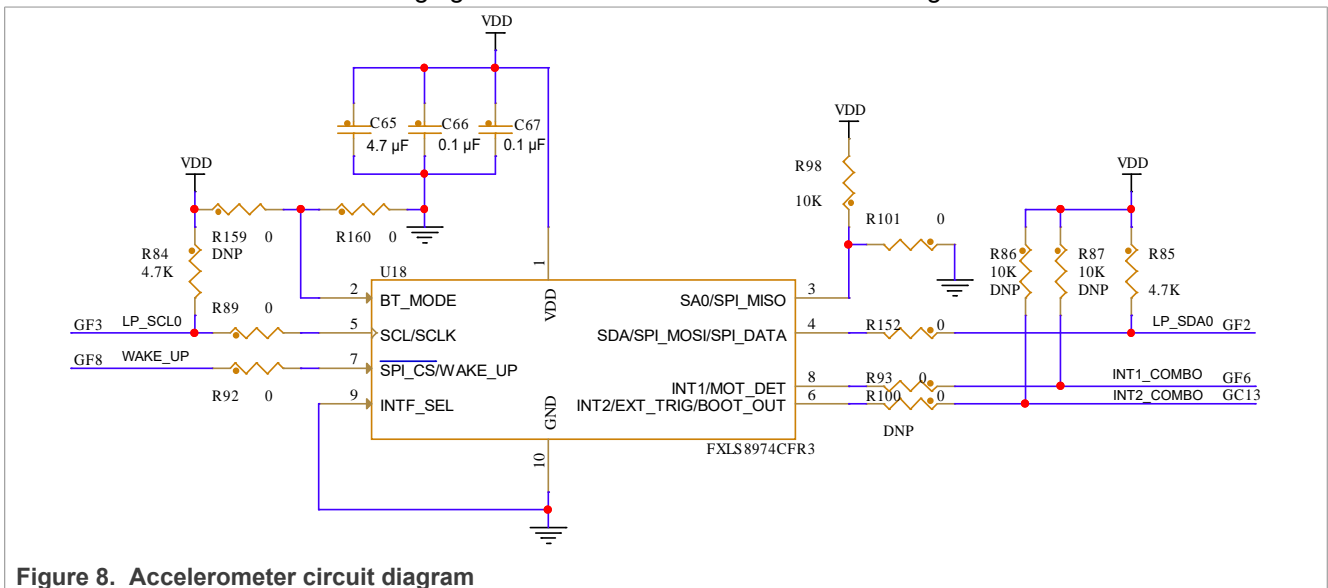 VDD
C65
C66
C67
4.7 µF
0.1 µF
0.1 µF
VDD
R98
10K
R101
0
VDD
R159
0
DNP
R160
0
R84
4.7K
VDD
R86
10K
DNP
R87
10K
DNP
R85
4.7K
U18
1
VDD
2
BT_MODE
SA0/SPI_MISO
3
R89
0
GF3
LP_SCL0
5
SCL/SCLK
SDA/SPI_MOSI/SPI_DATA
4
R152
0
LP_SDA0
GF2
GF8
WAKE_UP
7
SPI_CS/WAKE_UP
R92
0
INT1/MOT_DET
8
R93
0
INT1_COMBO
GF6
9
INTF_SEL
INT2/EXT_TRIG/BOOT_OUT
6
R100
0
INT2_COMBO
GC13
DNP
GND
10
FXLS8974CFR3
Figure 8. Accelerometer circuit diagram